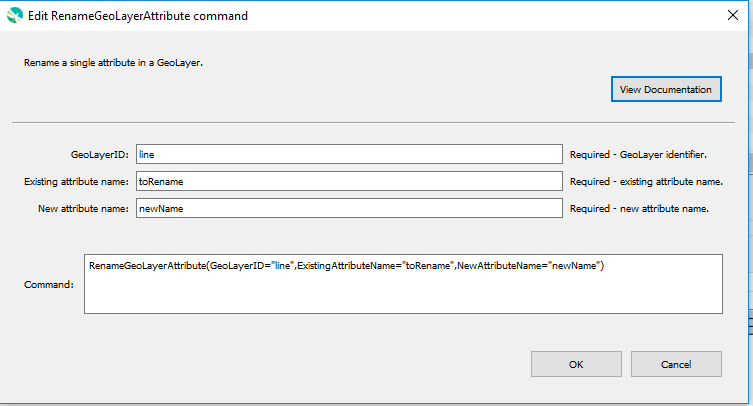 Edit RenameGeoLayerAttribute command
Rename a single attribute in a GeoLayer.
View Documentation
GeoLayerID: line Required - GeoLayer identifier.
Existing attribute name: toRename Required - existing attribute name.
New attribute name: newName Required - new attribute name.
Command: RenameGeoLayerAttribute(GeoLayerID="line",ExistingAttributeName="toRename",NewAttributeName="newName")
OK Cancel